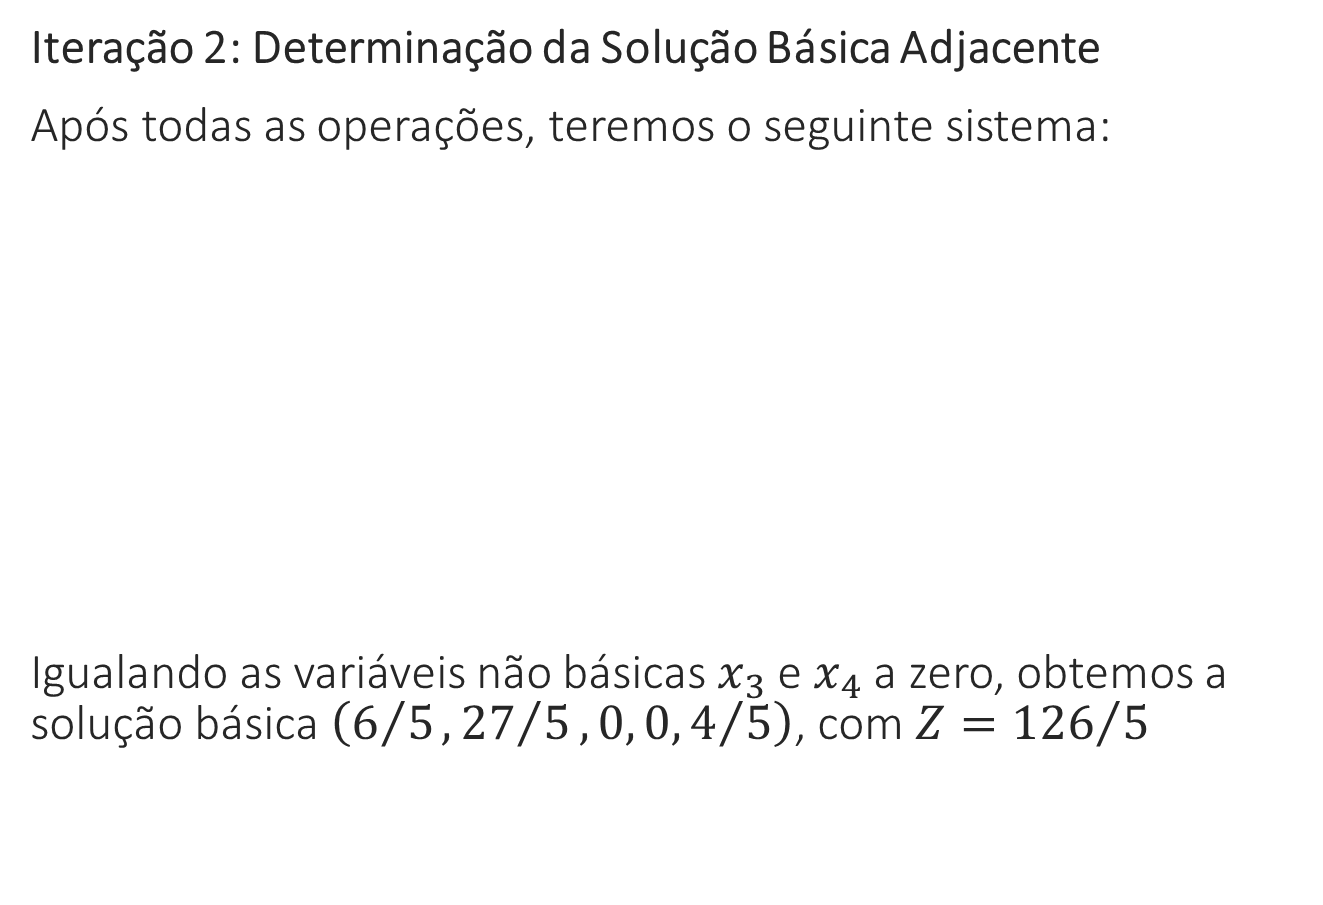 Iteração 2: Determinação da Solução Básica Adjacente
Após todas as operações, teremos o seguinte sistema:
Igualando as variáveis não básicas 𝑥₃ e 𝑥₄ a zero, obtemos a
solução básica (6/5, 27/5, 0, 0, 4/5), com 𝑍 = 126/5